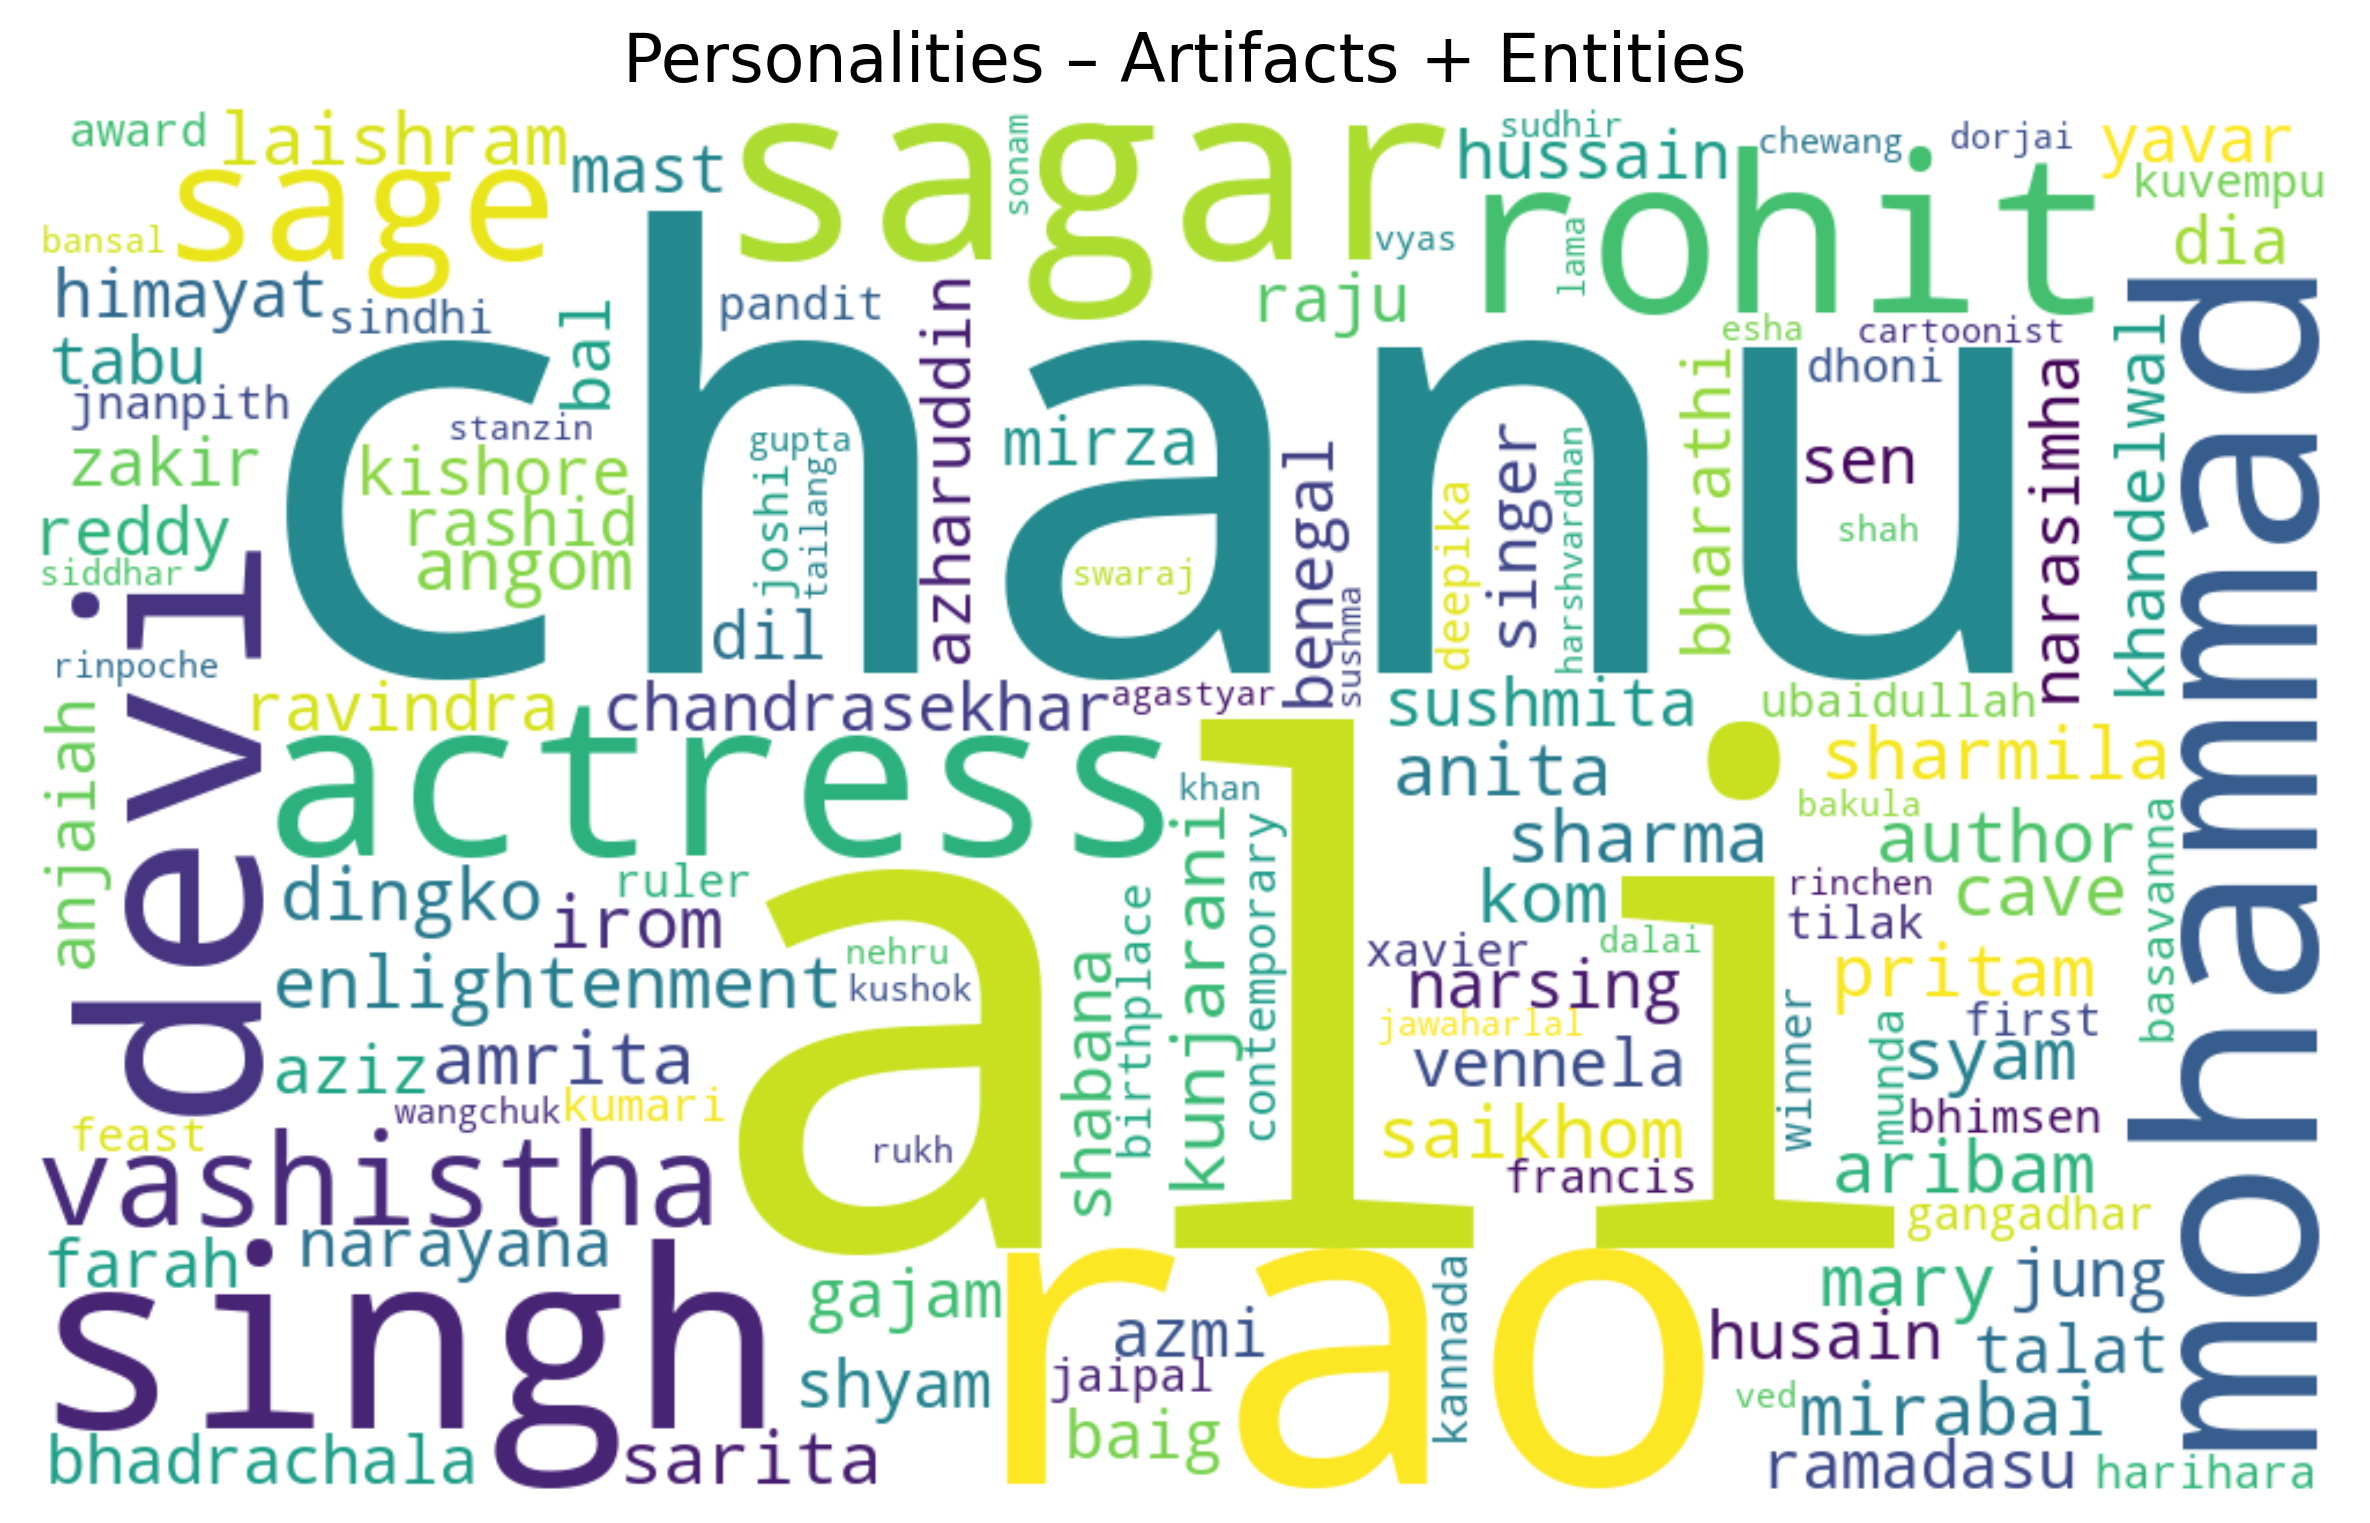 Personalities – Artifacts + Entities
award
laishram
sage
mast
sagar
sonam
sudhir
hussain
chewang
dorjai
yavar
kuvempu
bansal
vyas
rohit
lama
dia
himayat
sindhi
bal
pandit
azharuddin
raju
esha
cartoonist
tabu
jnanpith
chanu
stanzin
gupta
mirza
dhoni
khandelwal
mohammad
zakir
kishore
joshi
tailang
benegal
deepika
singer
harshvardhan
bharathi
sen
narasimha
reddy
rashid
angom
shah
siddhar
devi
swaraj
sushma
dil
rinpoche
ravindra
chandrasekhar
agastyar
sushmita
ubaidullah
anjaiah
actress
khan
anita
sharmila
bakula
ali
kunjarani
contemporary
sharma
author
basavanna
dingko
ruler
irom
birthplace
kom
rinchen
cave
tilak
enlightenment
nehru
kushok
shabana
xavier
dalai
narsing
pritam
aziz
amrita
jawaharlal
vennela
winner
munda
first
syam
wangchuk
kumari
feast
rukh
saikhom
bhimsen
vashistha
francis
aribam
farah
narayana
gangadhar
singh
gajam
rao
kannada
mary
jung
azmi
husain
talat
shyam
jaipal
baig
ved
mirabai
bhadrachala
sarita
ramadasu
harihara